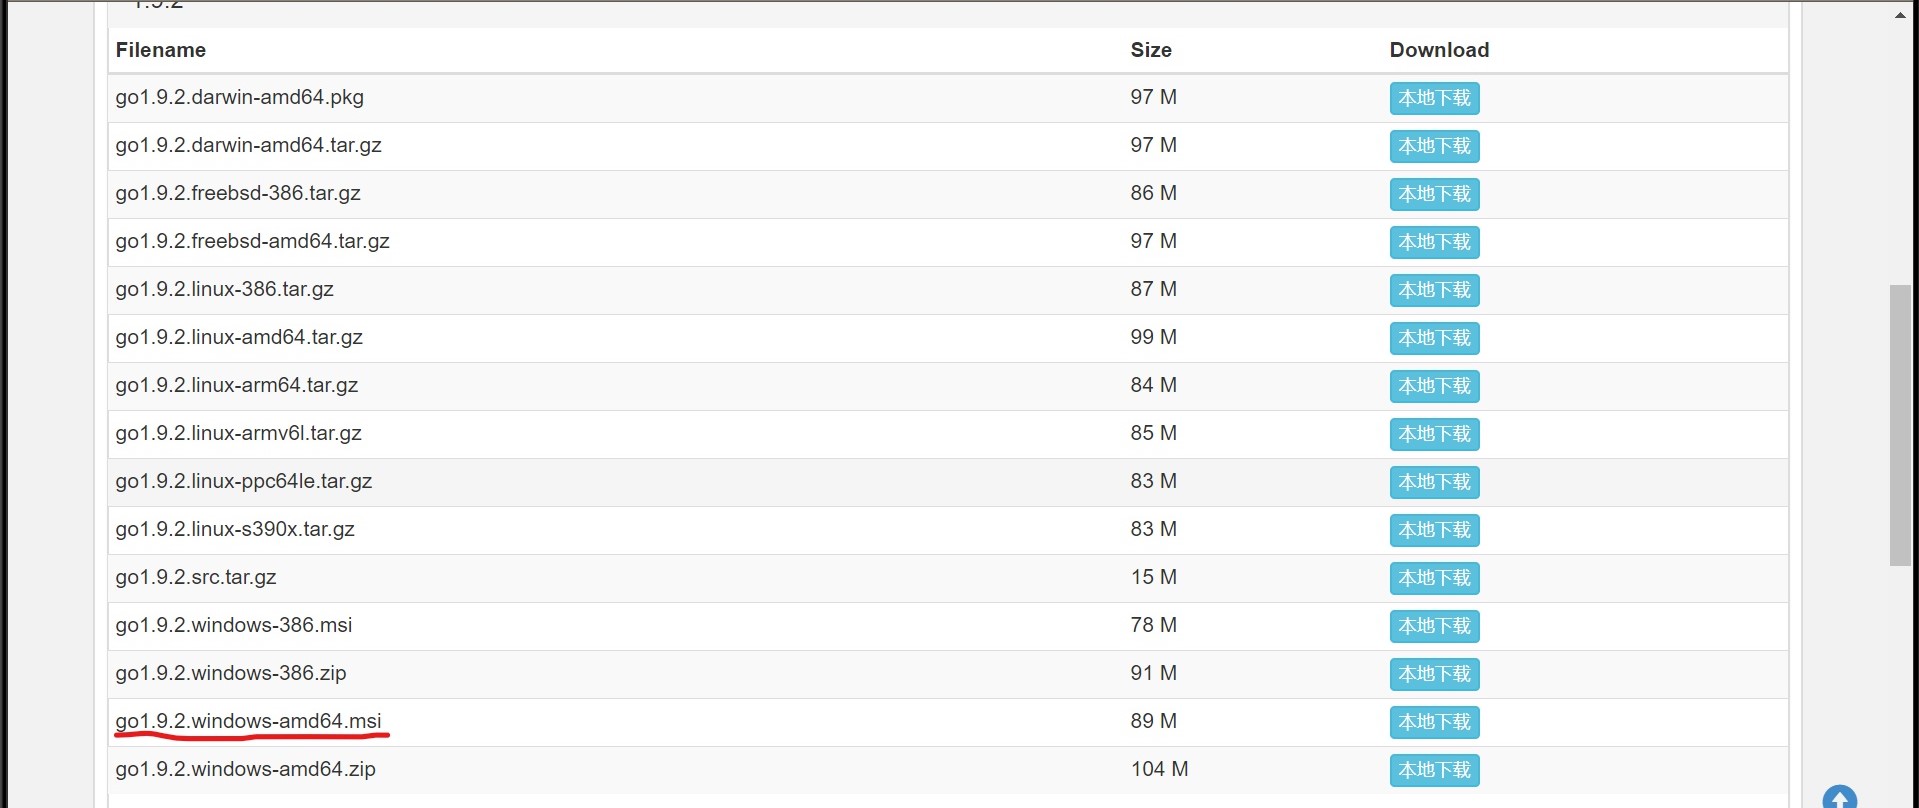 1.9.2
Filename Size Download
go1.9.2.darwin-amd64.pkg 97 M 本地下载
go1.9.2.darwin-amd64.tar.gz 97 M 本地下载
go1.9.2.freebsd-386.tar.gz 86 M 本地下载
go1.9.2.freebsd-amd64.tar.gz 97 M 本地下载
go1.9.2.linux-386.tar.gz 87 M 本地下载
go1.9.2.linux-amd64.tar.gz 99 M 本地下载
go1.9.2.linux-arm64.tar.gz 84 M 本地下载
go1.9.2.linux-armv6l.tar.gz 85 M 本地下载
go1.9.2.linux-ppc64le.tar.gz 83 M 本地下载
go1.9.2.linux-s390x.tar.gz 83 M 本地下载
go1.9.2.src.tar.gz 15 M 本地下载
go1.9.2.windows-386.msi 78 M 本地下载
go1.9.2.windows-386.zip 91 M 本地下载
go1.9.2.windows-amd64.msi 89 M 本地下载
go1.9.2.windows-amd64.zip 104 M 本地下载